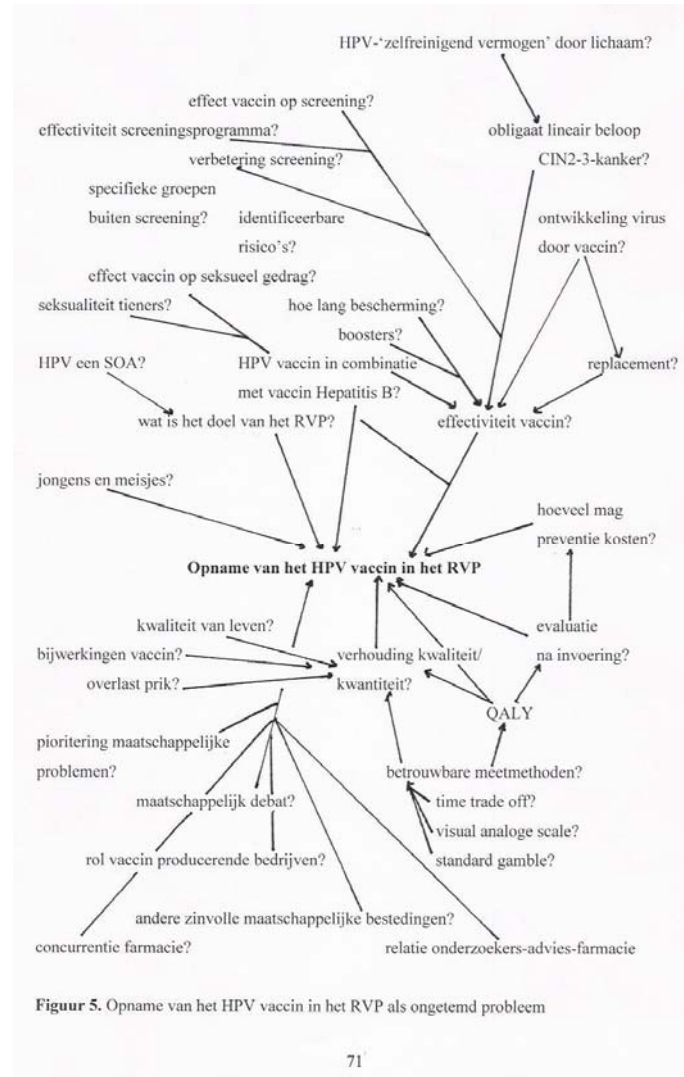 HPV-‘zelfreinigend vermogen’ door lichaam?
effect vaccin op screening?
effectiviteit screeningsprogramma?
obligaat lineair beloop
verbetering screening?
CIN2-3-kanker?
specifieke groepen
buiten screening?
identificeerbare
risico’s?
ontwikkeling virus
door vaccin?
effect vaccin op seksueel gedrag?
seksualiteit tieners?
hoe lang bescherming?
boosters?
HPV een SOA?
HPV vaccin in combinatie
met vaccin Hepatitis B?
replacement?
wat is het doel van het RVP?
effectiviteit vaccin?
jongens en meisjes?
hoeveel mag
preventie kosten?
Opname van het HPV vaccin in het RVP
kwaliteit van leven?
evaluatie
na invoering?
bijwerkingen vaccin?
verhouding kwaliteit/
kwantiteit?
overlast prik?
QALY
pioritering maatschappelijke
problemen?
betrouwbare meetmethoden?
maatschappelijk debat?
time trade off?
visual analoge scale?
rol vaccin producerende bedrijven?
standard gamble?
andere zinvolle maatschappelijke bestedingen?
concurrentie farmacie?
relatie onderzoekers-advies-farmacie
Figuur 5. Opname van het HPV vaccin in het RVP als ongetemd probleem
71